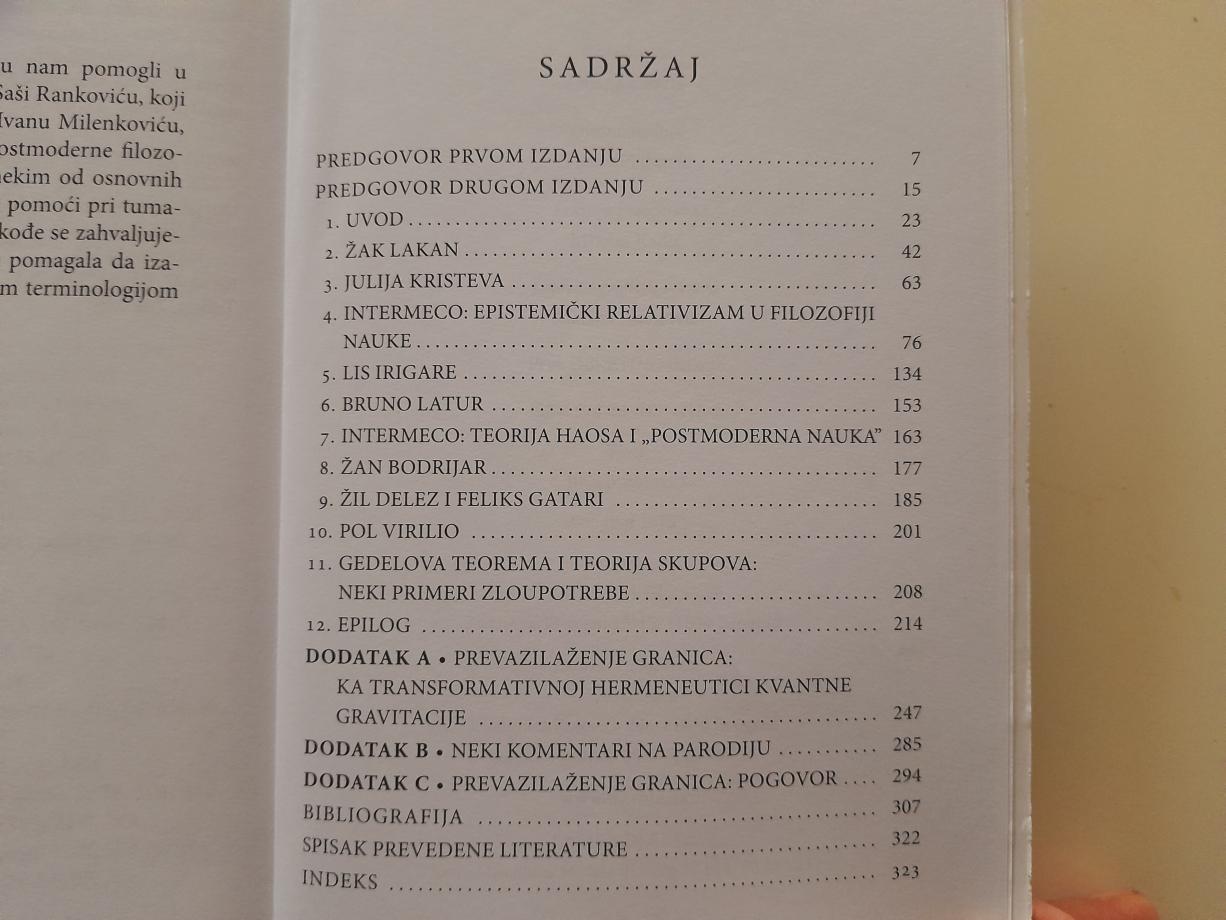 u nam pomogli u
Saši Rankoviću, koji
Ivanu Milenkoviću,
ostmoderne filozo-
nekim od osnovnih
pomoći pri tuma-
kođe se zahvaljuje-
pomagala da iza-
m terminologijom
SADRŽAJ
PREDGOVOR PRVOM IZDANJU .......................... 7
PREDGOVOR DRUGOM IZDANJU ........................ 15
1. UVOD .................................................. 23
2. ŽAK LAKAN ............................................ 42
3. JULIJA KRISTEVA ....................................... 63
4. INTERMECO: EPISTEMIČKI RELATIVIZAM U FILOZOFIJI
NAUKE ................................................. 76
5. LIS IRIGARE ............................................ 134
6. BRUNO LATUR ......................................... 153
7. INTERMECO: TEORIJA HAOSA I „POSTMODERNA NAUKA” 163
8. ŽAN BODRIJAR ......................................... 177
9. ŽIL DELEZ I FELIKS GATARI ............................ 185
10. POL VIRILIO ........................................... 201
11. GEDELOVA TEOREMA I TEORIJA SKUPOVA:
NEKI PRIMERI ZLOUPOTREBE .......................... 208
12. EPILOG ................................................ 214
DODATAK A • PREVAZILAŽENJE GRANICA:
KA TRANSFORMATIVNOJ HERMENEUTICI KVANTNE
GRAVITACIJE ........................................... 247
DODATAK B • NEKI KOMENTARI NA PARODIJU ........... 285
DODATAK C • PREVAZILAŽENJE GRANICA: POGOVOR .... 294
BIBLIOGRAFIJA ........................................... 307
SPISAK PREVEDENE LITERATURE .......................... 322
INDEKS .................................................... 323